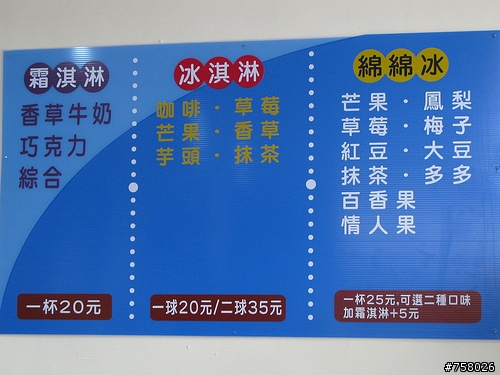 霜淇淋
香草牛奶
巧克力
綜合
一杯20元
冰淇淋
咖啡·草莓
芒果·香草
芋頭·抹茶
一球20元/二球35元
綿綿冰
芒果·鳳梨
草莓·梅子
紅豆·大豆
抹茶·多多
百香果
情人果
一杯25元,可選二種口味
加霜淇淋+5元
#758026